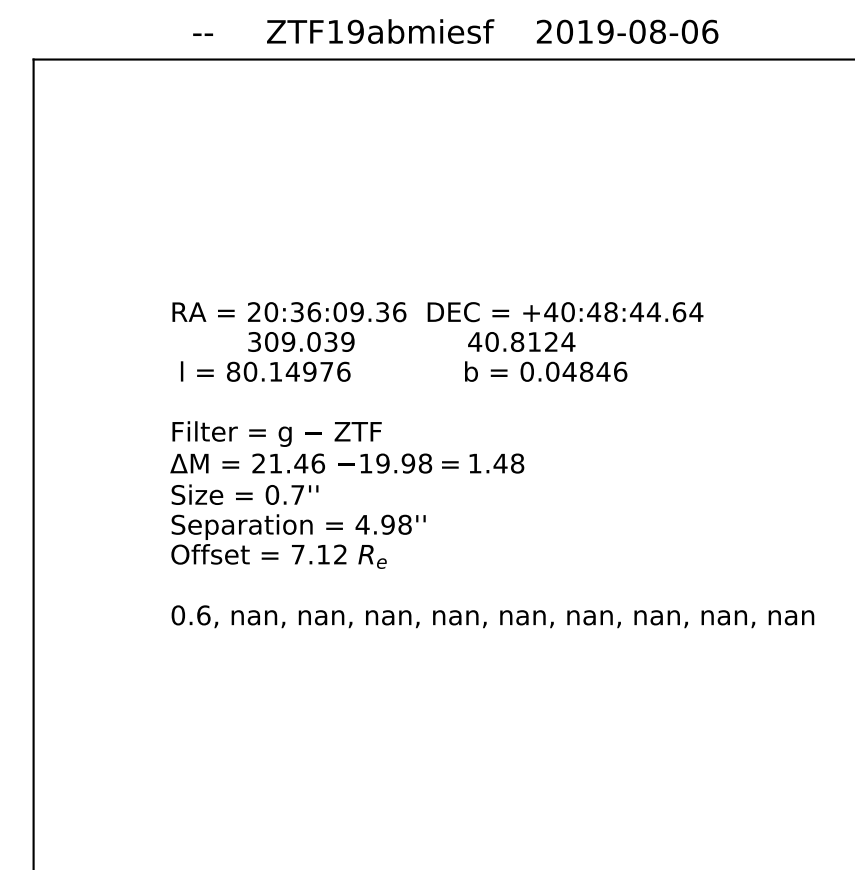 -- ZTF19abmiesf 2019-08-06
RA = 20:36:09.36 DEC = +40:48:44.64
309.039 40.8124
l = 80.14976 b = 0.04846
Filter = g − ZTF
ΔM = 21.46 −19.98 = 1.48
Size = 0.7''
Separation = 4.98''
Offset = 7.12 Re
0.6, nan, nan, nan, nan, nan, nan, nan, nan, nan